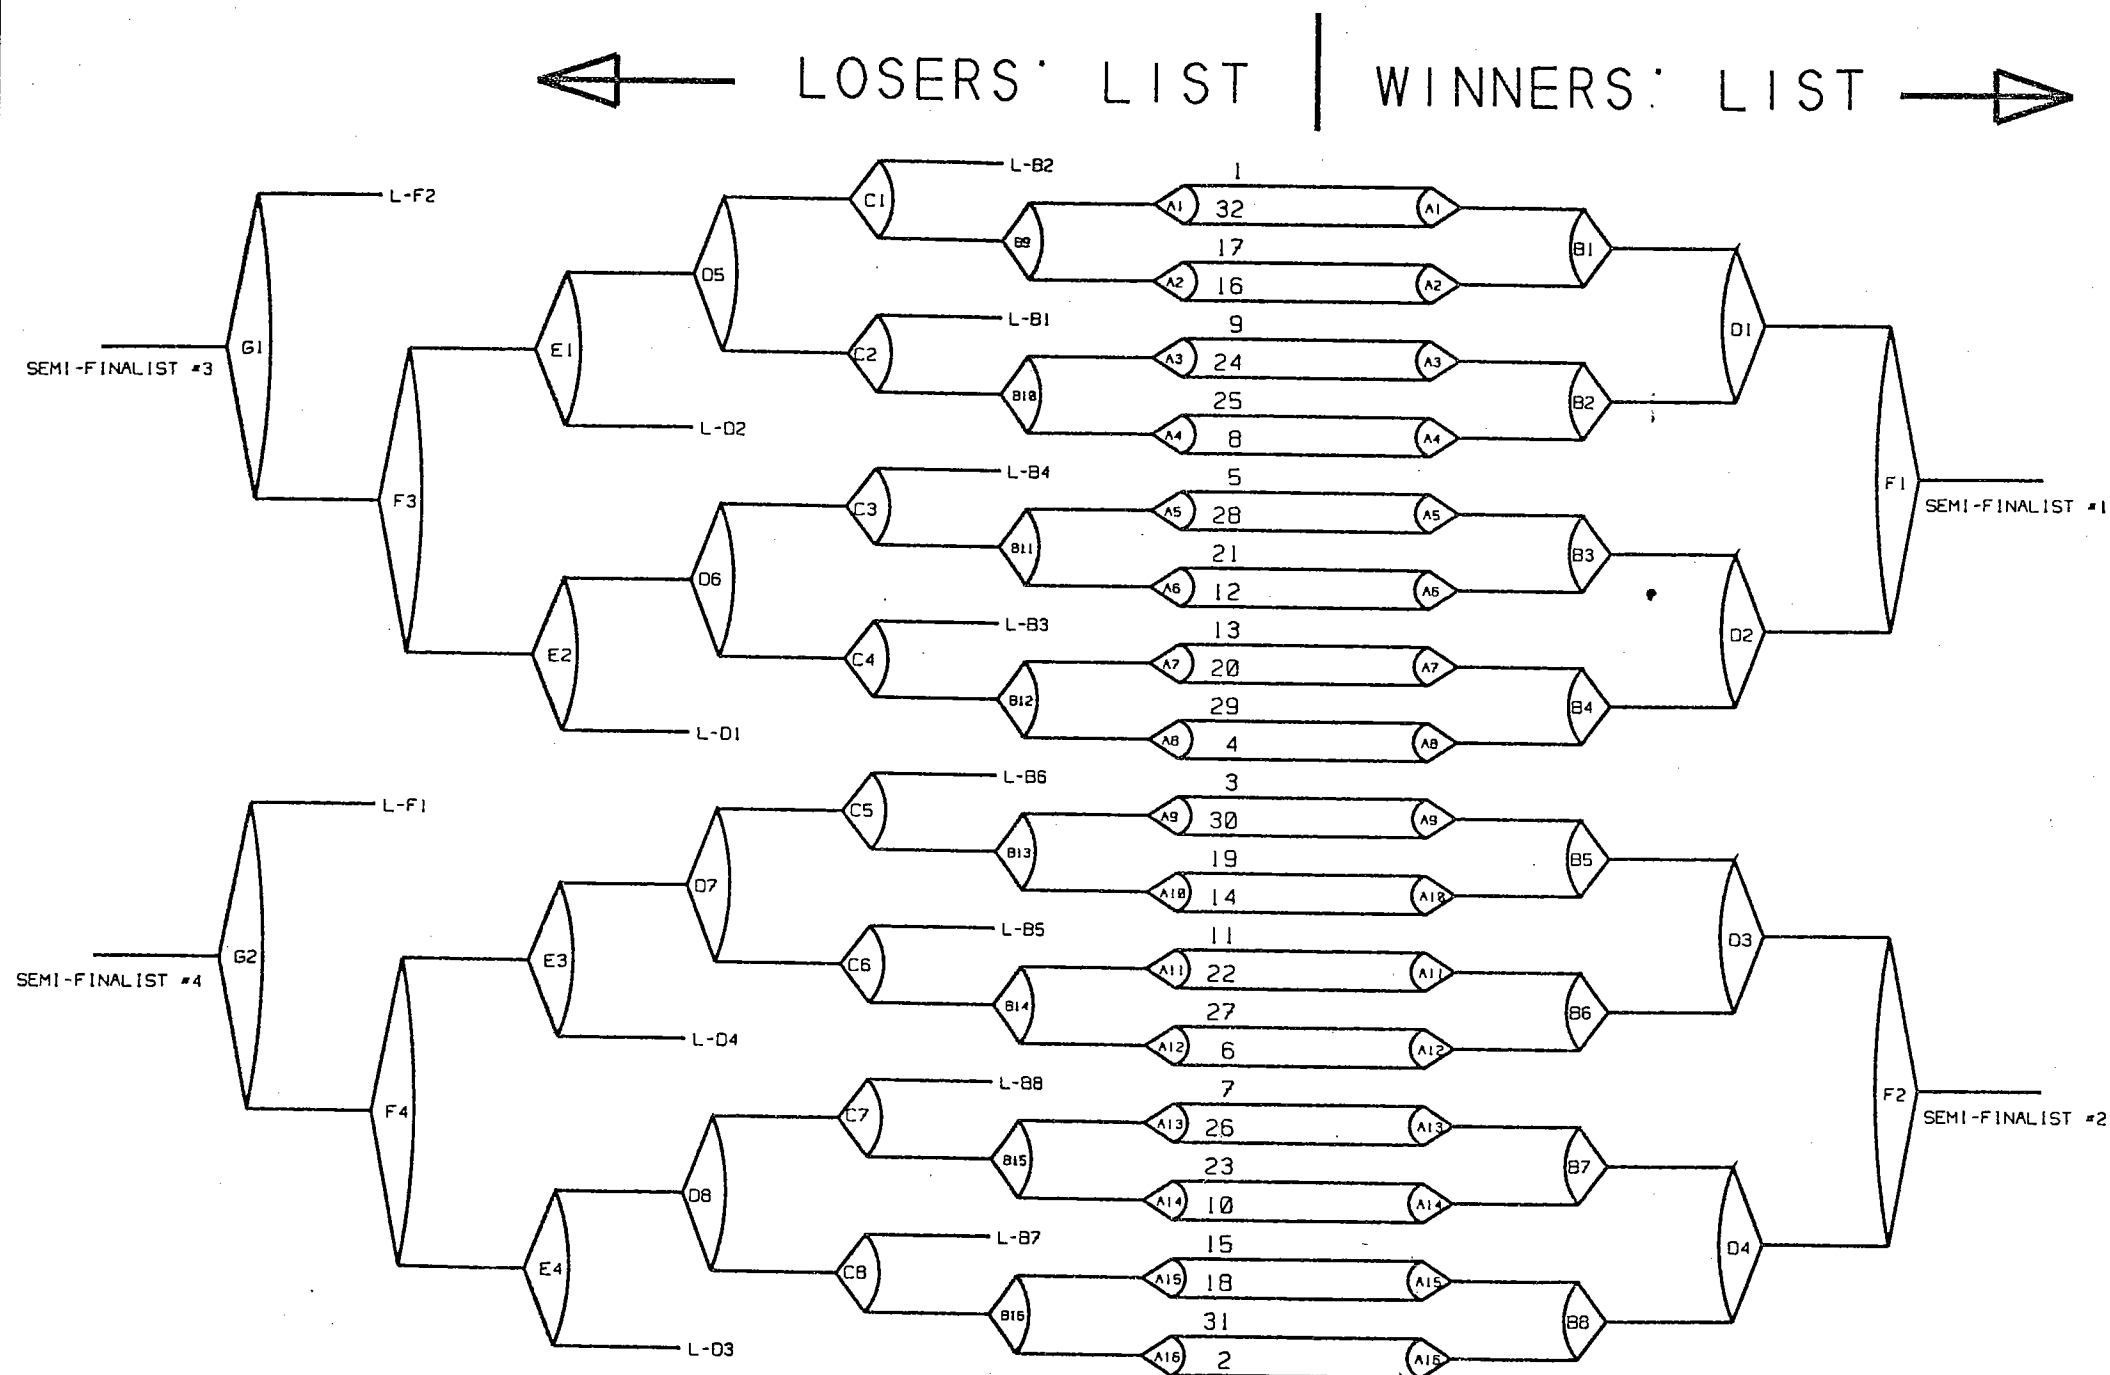 LOSERS' LIST
WINNERS' LIST
L-B2
1
C1
A1 32 A1
L-F2
B9
17
B1
D5
A2 16 A2
L-B1
9
D1
G1
E1
C2
A3 24 A3
SEMI-FINALIST #3
B10
25
B2
L-D2
A4 8 A4
L-B4
5
F1
F3
C3
A5 28 A5
SEMI-FINALIST #1
B11
21
B3
D6
A6 12 A6
L-B3
13
D2
E2
C4
A7 20 A7
B12
29
B4
L-D1
A8 4 A8
L-B6
3
L-F1
C5
A9 30 A9
B13
19
B5
D7
A10 14 A10
L-B5
11
D3
G2
E3
C6
A11 22 A11
SEMI-FINALIST #4
B14
27
B6
L-D4
A12 6 A12
L-B8
7
F2
F4
C7
A13 26 A13
SEMI-FINALIST #2
B15
23
B7
D8
A14 10 A14
L-B7
15
D4
E4
C8
A15 18 A15
B16
31
B8
L-D3
A16 2 A16